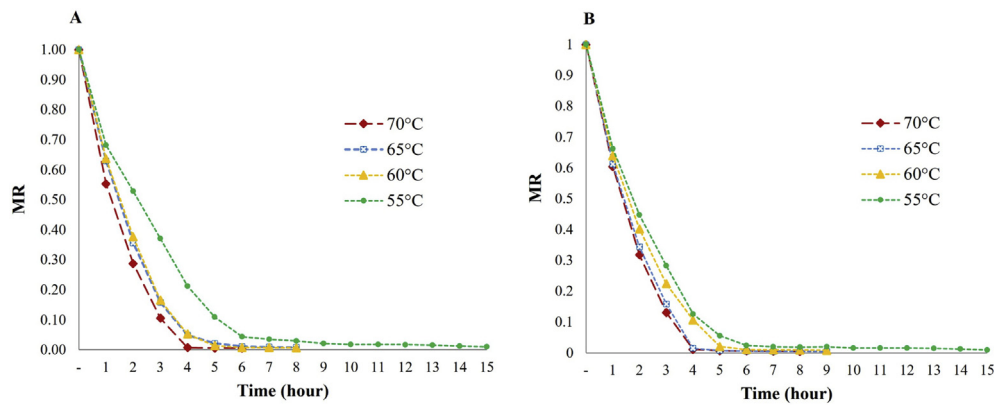 A
1.00
0.90
0.80
0.70
0.60
0.50
0.40
0.30
0.20
0.10
0.00
MR
70°C
65°C
60°C
55°C
- 1 2 3 4 5 6 7 8 9 10 11 12 13 14 15
Time (hour)
B
1
0.9
0.8
0.7
0.6
0.5
0.4
0.3
0.2
0.1
0
MR
70°C
65°C
60°C
55°C
- 1 2 3 4 5 6 7 8 9 10 11 12 13 14 15
Time (hour)